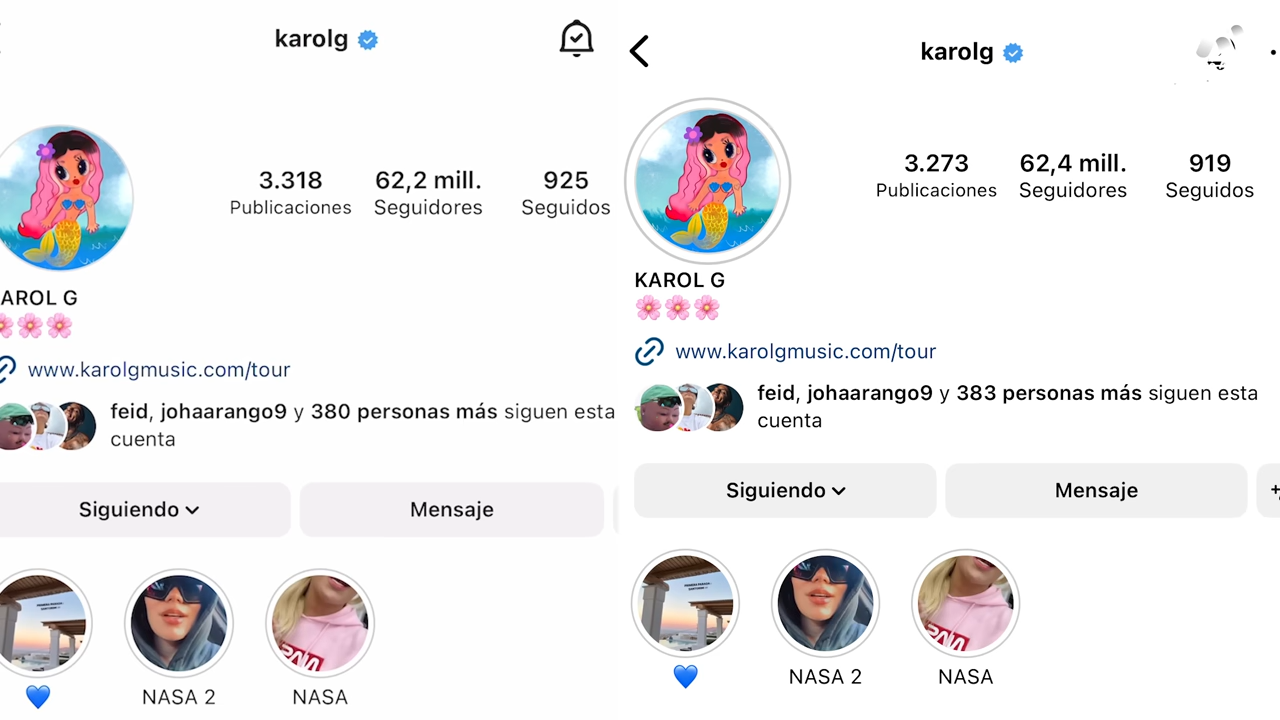 karolg
3.318 62,2 mill. 925
Publicaciones Seguidores Seguidos
AROL G
www.karolgmusic.com/tour
feid, johaarango9 y 380 personas más siguen esta
cuenta
Siguiendo Mensaje
NASA 2 NASA
karolg
3.273 62,4 mill. 919
Publicaciones Seguidores Seguidos
KAROL G
www.karolgmusic.com/tour
feid, johaarango9 y 383 personas más siguen esta
cuenta
Siguiendo Mensaje
NASA 2 NASA